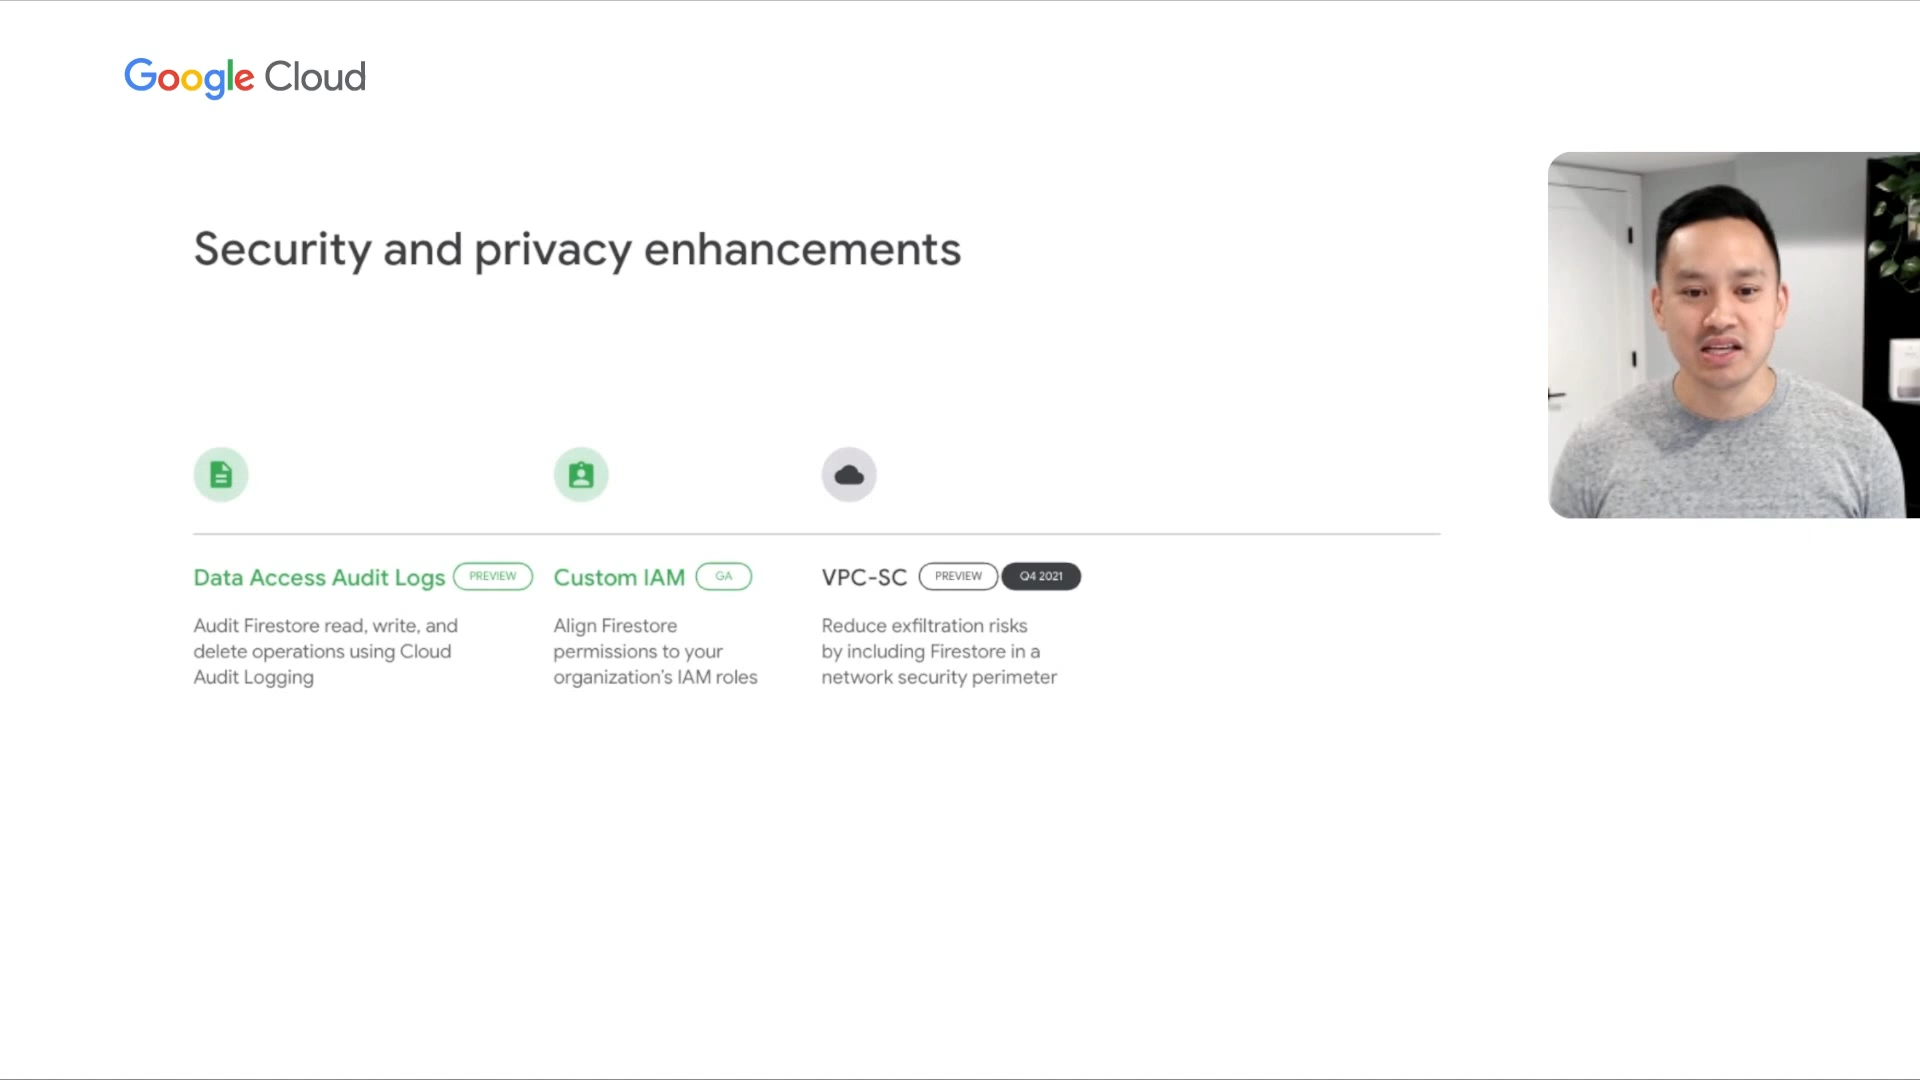 Google Cloud
Security and privacy enhancements
Data Access Audit Logs PREVIEW
Audit Firestore read, write, and
delete operations using Cloud
Audit Logging
Custom IAM GA
Align Firestore
permissions to your
organization's IAM roles
VPC-SC PREVIEW Q4 2021
Reduce exfiltration risks
by including Firestore in a
network security perimeter